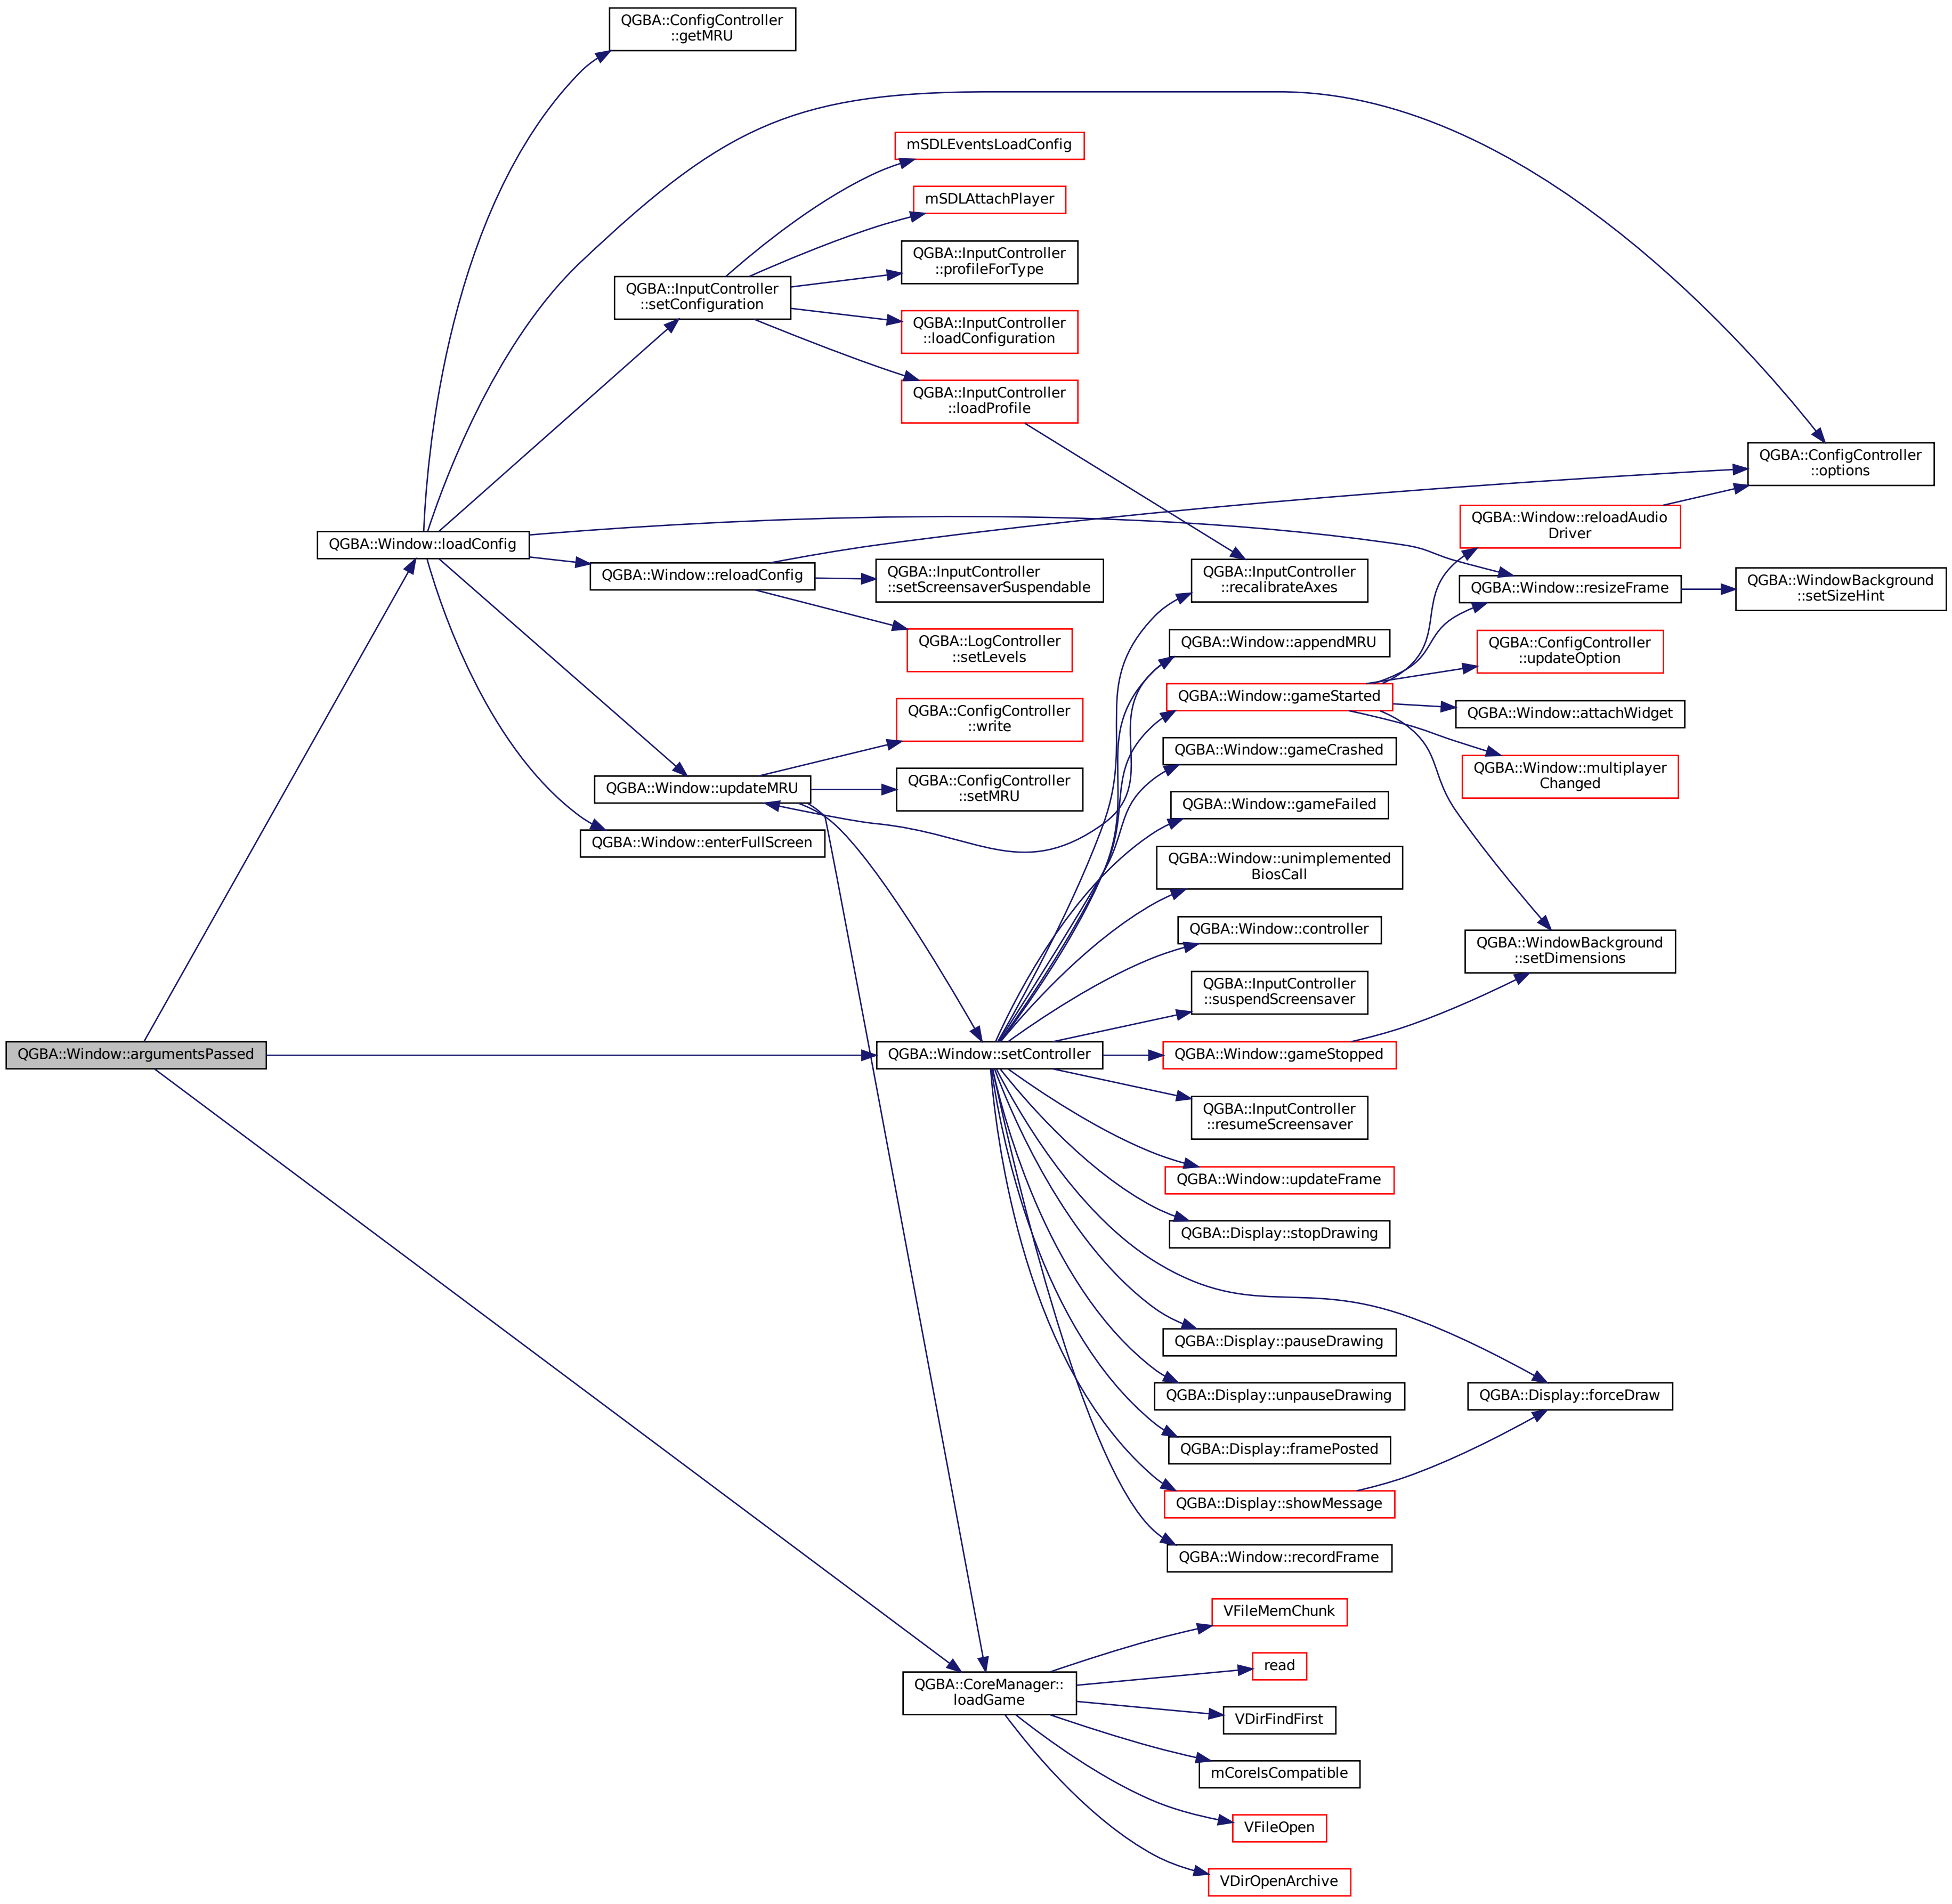 QGBA::ConfigController
::getMRU
mSDLEventsLoadConfig
mSDLAttachPlayer
QGBA::InputController
::profileForType
QGBA::InputController
::setConfiguration
QGBA::InputController
::loadConfiguration
QGBA::InputController
::loadProfile
QGBA::ConfigController
::options
QGBA::Window::reloadAudio
Driver
QGBA::Window::loadConfig
QGBA::Window::reloadConfig
QGBA::InputController
::setScreensaverSuspendable
QGBA::InputController
::recalibrateAxes
QGBA::Window::resizeFrame
QGBA::WindowBackground
::setSizeHint
QGBA::LogController
::setLevels
QGBA::Window::appendMRU
QGBA::ConfigController
::updateOption
QGBA::Window::gameStarted
QGBA::ConfigController
::write
QGBA::Window::attachWidget
QGBA::Window::gameCrashed
QGBA::Window::multiplayer
Changed
QGBA::Window::updateMRU
QGBA::ConfigController
::setMRU
QGBA::Window::gameFailed
QGBA::Window::enterFullScreen
QGBA::Window::unimplemented
BiosCall
QGBA::Window::controller
QGBA::WindowBackground
::setDimensions
QGBA::InputController
::suspendScreensaver
QGBA::Window::argumentsPassed
QGBA::Window::setController
QGBA::Window::gameStopped
QGBA::InputController
::resumeScreensaver
QGBA::Window::updateFrame
QGBA::Display::stopDrawing
QGBA::Display::pauseDrawing
QGBA::Display::unpauseDrawing
QGBA::Display::forceDraw
QGBA::Display::framePosted
QGBA::Display::showMessage
QGBA::Window::recordFrame
VFileMemChunk
read
QGBA::CoreManager::
loadGame
VDirFindFirst
mCoreIsCompatible
VFileOpen
VDirOpenArchive